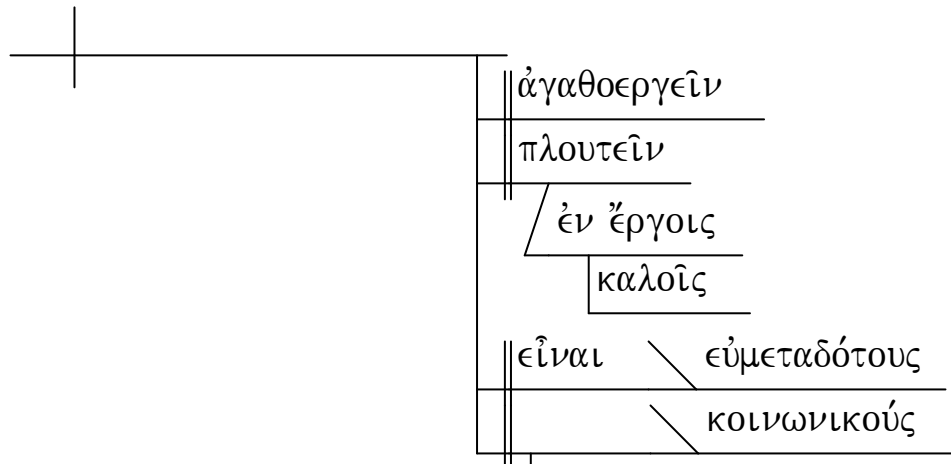 ἀγαθοεργεῖν
πλουτεῖν
ἐν ἔργοις
καλοῖς
εἶναι εὐμεταδότους
κοινωνικούς